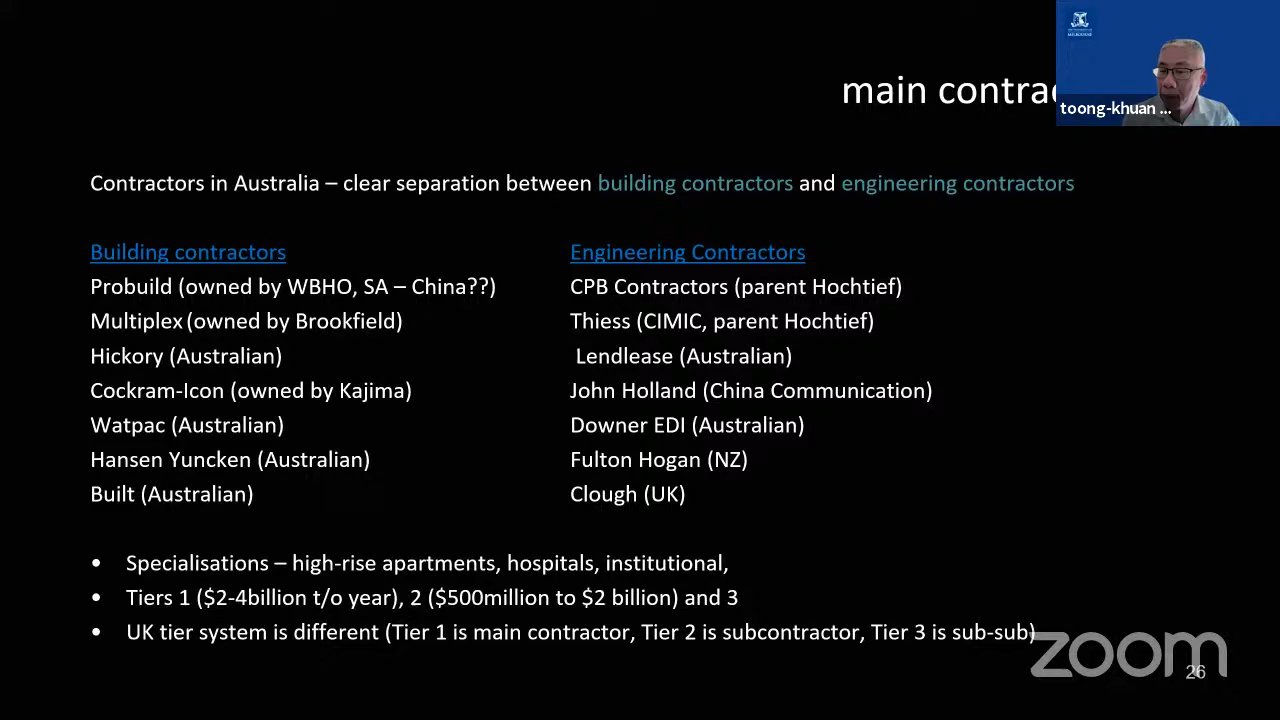 main contrac
toong-khuan ...
Contractors in Australia – clear separation between building contractors and engineering contractors
Building contractors
Probuild (owned by WBHO, SA – China??)
Multiplex (owned by Brookfield)
Hickory (Australian)
Cockram-Icon (owned by Kajima)
Watpac (Australian)
Hansen Yuncken (Australian)
Built (Australian)
Engineering Contractors
CPB Contractors (parent Hochtief)
Thiess (CIMIC, parent Hochtief)
Lendlease (Australian)
John Holland (China Communication)
Downer EDI (Australian)
Fulton Hogan (NZ)
Clough (UK)
• Specialisations – high-rise apartments, hospitals, institutional,
• Tiers 1 ($2-4billion t/o year), 2 ($500million to $2 billion) and 3
• UK tier system is different (Tier 1 is main contractor, Tier 2 is subcontractor, Tier 3 is sub-sub)
zoom
26